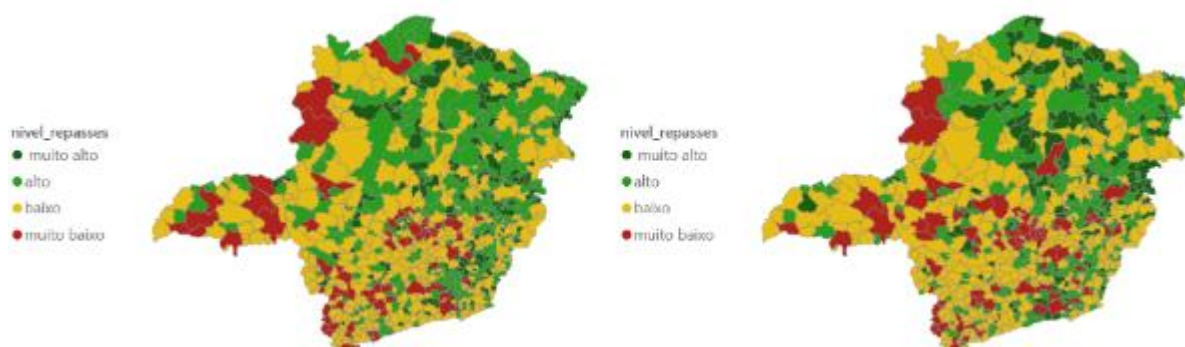 nivel_repasses
muito alto
alto
baixo
muito baixo
nivel_repasses
muito alto
alto
baixo
muito baixo